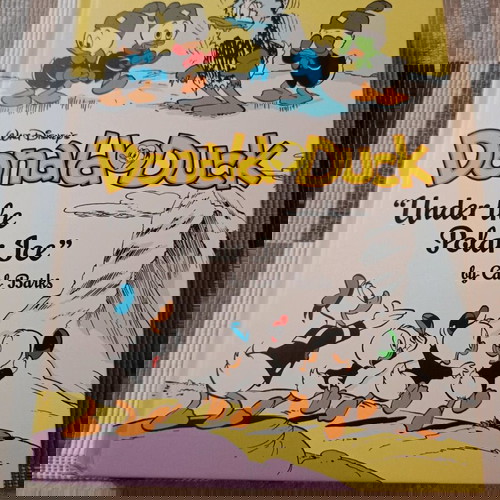 Walt Disney's
Donald Duck
"Under the
Polar Ice"
by Carl Barks